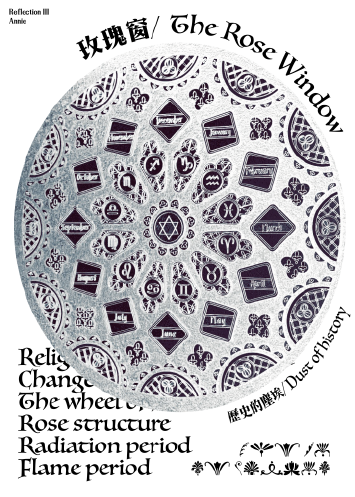 Reflection III
Annie
玫瑰窗/ The Rose Window
December
January
November
February
October
September
March
August
April
July
May
June
歷史的塵埃/Dust of history
Change
The wheel
Rose structure
Radiation period
Flame period